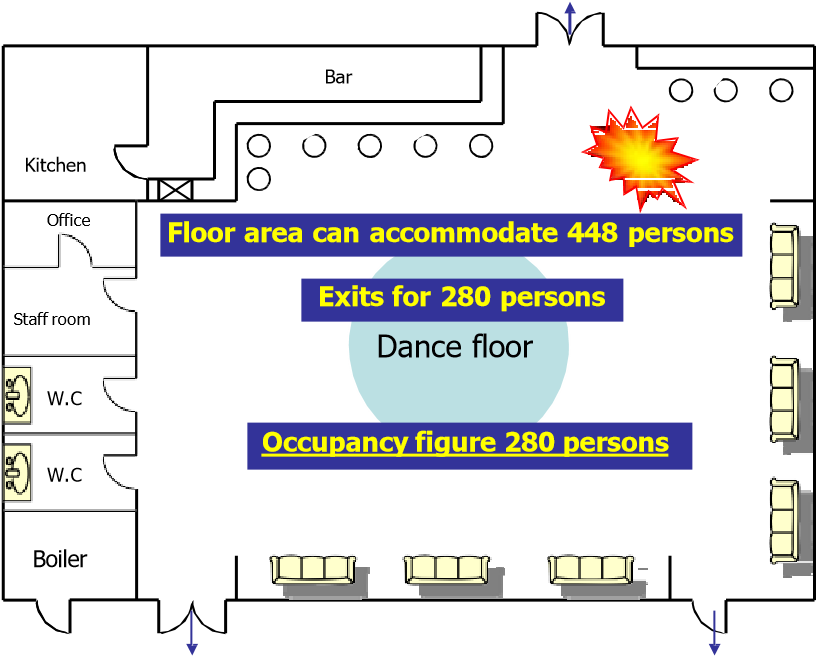 Bar
Kitchen
Office
Floor area can accommodate 448 persons
Exits for 280 persons
Staff room
Dance floor
W.C
Occupancy figure 280 persons
W.C
Boiler